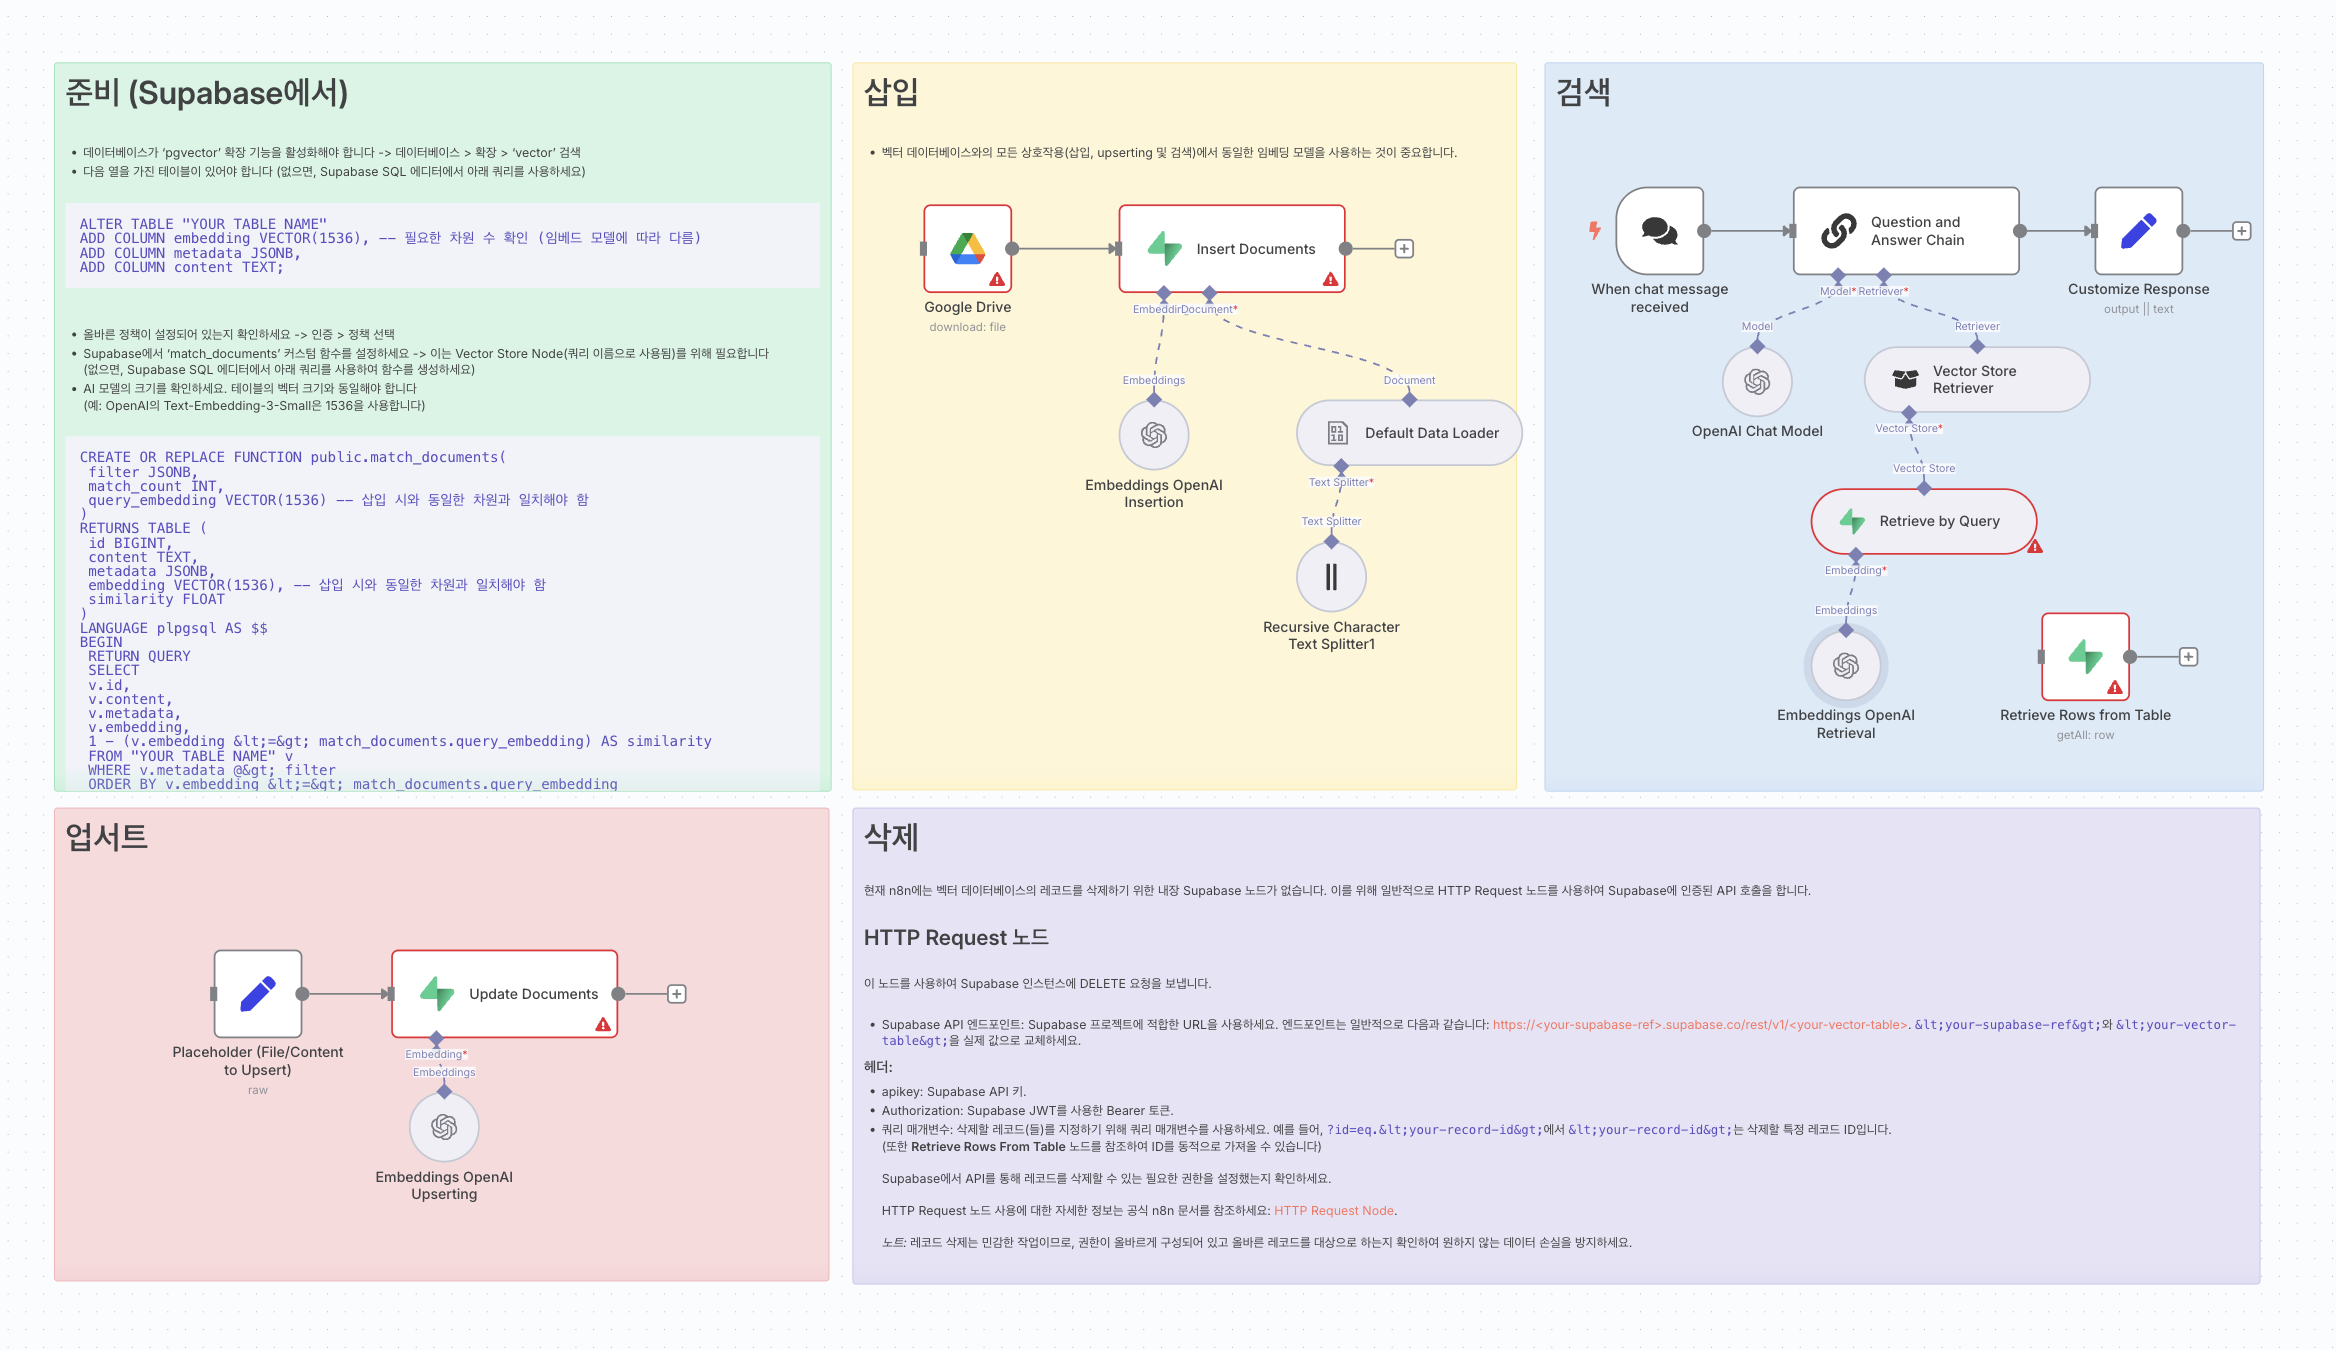 준비 (Supabase에서)
• 데이터베이스가 ‘pgvector’ 확장 기능을 활성화해야 합니다 -> 데이터베이스 > 확장 > ‘vector’ 검색
• 다음 열을 가진 테이블이 있어야 합니다 (없으면, Supabase SQL 에디터에서 아래 쿼리를 사용하세요)
ALTER TABLE "YOUR TABLE NAME"
ADD COLUMN embedding VECTOR(1536), -- 필요한 차원 수 확인 (임베드 모델에 따라 다름)
ADD COLUMN metadata JSONB,
ADD COLUMN content TEXT;
• 올바른 정책이 설정되어 있는지 확인하세요 -> 인증 > 정책 선택
• Supabase에서 ‘match_documents’ 커스텀 함수를 설정하세요 -> 이는 Vector Store Node(쿼리 이름으로 사용됨)를 위해 필요합니다
(없으면, Supabase SQL 에디터에서 아래 쿼리를 사용하여 함수를 생성하세요)
• AI 모델의 크기를 확인하세요. 테이블의 벡터 크기와 동일해야 합니다
(예: OpenAI의 Text-Embedding-3-Small은 1536을 사용합니다)
CREATE OR REPLACE FUNCTION public.match_documents(
filter JSONB,
match_count INT,
query_embedding VECTOR(1536) -- 삽입 시와 동일한 차원과 일치해야 함
)
RETURNS TABLE (
id BIGINT,
content TEXT,
metadata JSONB,
embedding VECTOR(1536), -- 삽입 시와 동일한 차원과 일치해야 함
similarity FLOAT
)
LANGUAGE plpgsql AS $$
BEGIN
RETURN QUERY
SELECT
v.id,
v.content,
v.metadata,
v.embedding,
1 - (v.embedding &lt;=&gt; match_documents.query_embedding) AS similarity
FROM "YOUR TABLE NAME" v
WHERE v.metadata @&gt; filter
ORDER BY v.embedding &lt;=&gt; match_documents.query_embedding
삽입
• 벡터 데이터베이스와의 모든 상호작용(삽입, upserting 및 검색)에서 동일한 임베딩 모델을 사용하는 것이 중요합니다.
Insert Documents
Google Drive
download: file
Embeddin
Document*
Embeddings
Document
Default Data Loader
Embeddings OpenAI
Insertion
Text Splitter*
Text Splitter
Recursive Character
Text Splitter1
검색
Question and
Answer Chain
When chat message
received
Model*
Retriever*
Customize Response
output || text
Model
Retriever
Vector Store
Retriever
OpenAI Chat Model
Vector Store*
Vector Store
Retrieve by Query
Embedding*
Embeddings
Embeddings OpenAI
Retrieval
Retrieve Rows from Table
getAll: row
업서트
Update Documents
Placeholder (File/Content
to Upsert)
raw
Embedding*
Embeddings
Embeddings OpenAI
Upserting
삭제
현재 n8n에는 벡터 데이터베이스의 레코드를 삭제하기 위한 내장 Supabase 노드가 없습니다. 이를 위해 일반적으로 HTTP Request 노드를 사용하여 Supabase에 인증된 API 호출을 합니다.
HTTP Request 노드
이 노드를 사용하여 Supabase 인스턴스에 DELETE 요청을 보냅니다.
• Supabase API 엔드포인트: Supabase 프로젝트에 적합한 URL을 사용하세요. 엔드포인트는 일반적으로 다음과 같습니다: https://<your-supabase-ref>.supabase.co/rest/v1/<your-vector-table>. &lt;your-supabase-ref&gt;와 &lt;your-vector-
table&gt;을 실제 값으로 교체하세요.
헤더:
• apikey: Supabase API 키.
• Authorization: Supabase JWT를 사용한 Bearer 토큰.
• 쿼리 매개변수: 삭제할 레코드(들)를 지정하기 위해 쿼리 매개변수를 사용하세요. 예를 들어, ?id=eq.&lt;your-record-id&gt;에서 &lt;your-record-id&gt;는 삭제할 특정 레코드 ID입니다.
(또한 Retrieve Rows From Table 노드를 참조하여 ID를 동적으로 가져올 수 있습니다)
Supabase에서 API를 통해 레코드를 삭제할 수 있는 필요한 권한을 설정했는지 확인하세요.
HTTP Request 노드 사용에 대한 자세한 정보는 공식 n8n 문서를 참조하세요: HTTP Request Node.
노트: 레코드 삭제는 민감한 작업이므로, 권한이 올바르게 구성되어 있고 올바른 레코드를 대상으로 하는지 확인하여 원하지 않는 데이터 손실을 방지하세요.